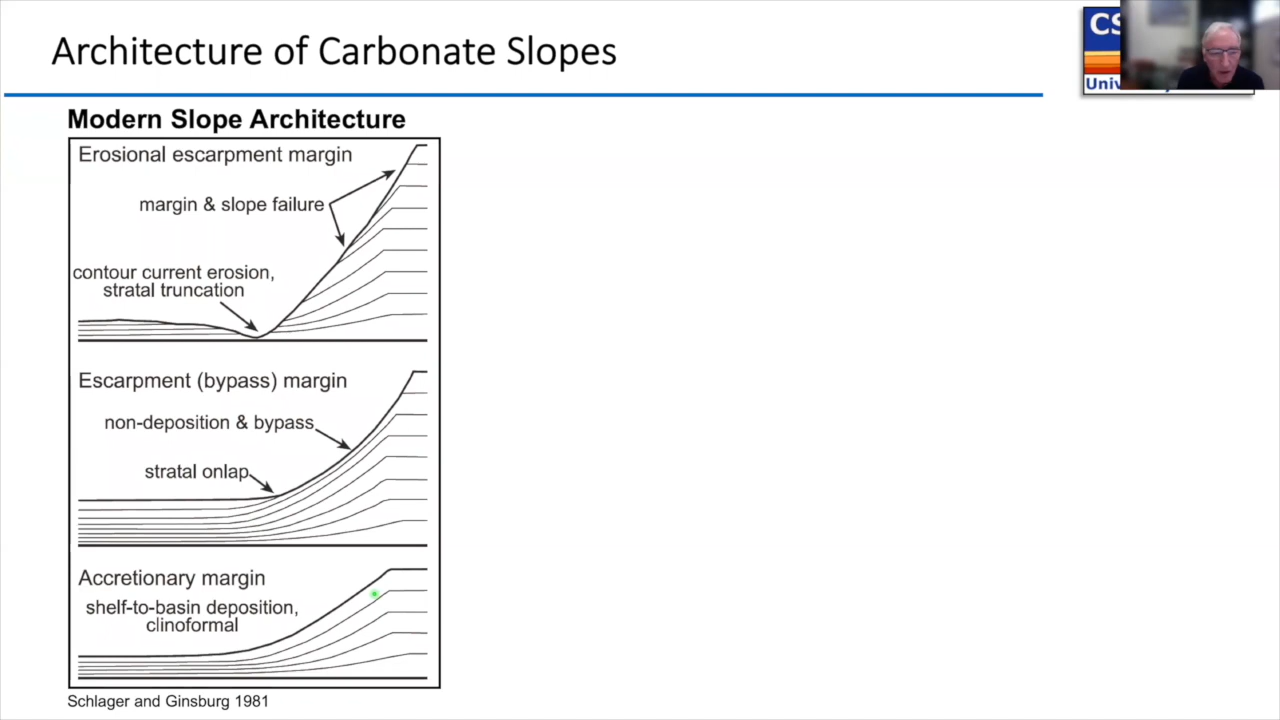 Architecture of Carbonate Slopes
CS
Modern Slope Architecture
Erosional escarpment margin
margin & slope failure
contour current erosion,
stratal truncation
Escarpment (bypass) margin
non-deposition & bypass
stratal onlap
Accretionary margin
shelf-to-basin deposition,
clinoformal
Schlager and Ginsburg 1981